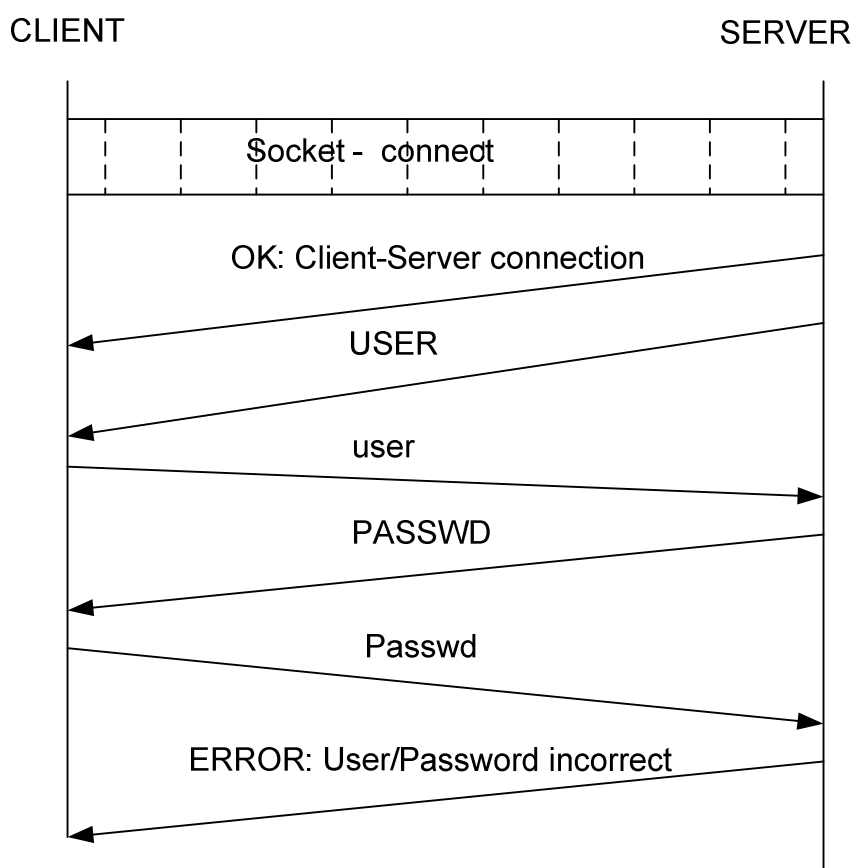 CLIENT
SERVER
Socket - connect
OK: Client-Server connection
USER
user
PASSWD
Passwd
ERROR: User/Password incorrect